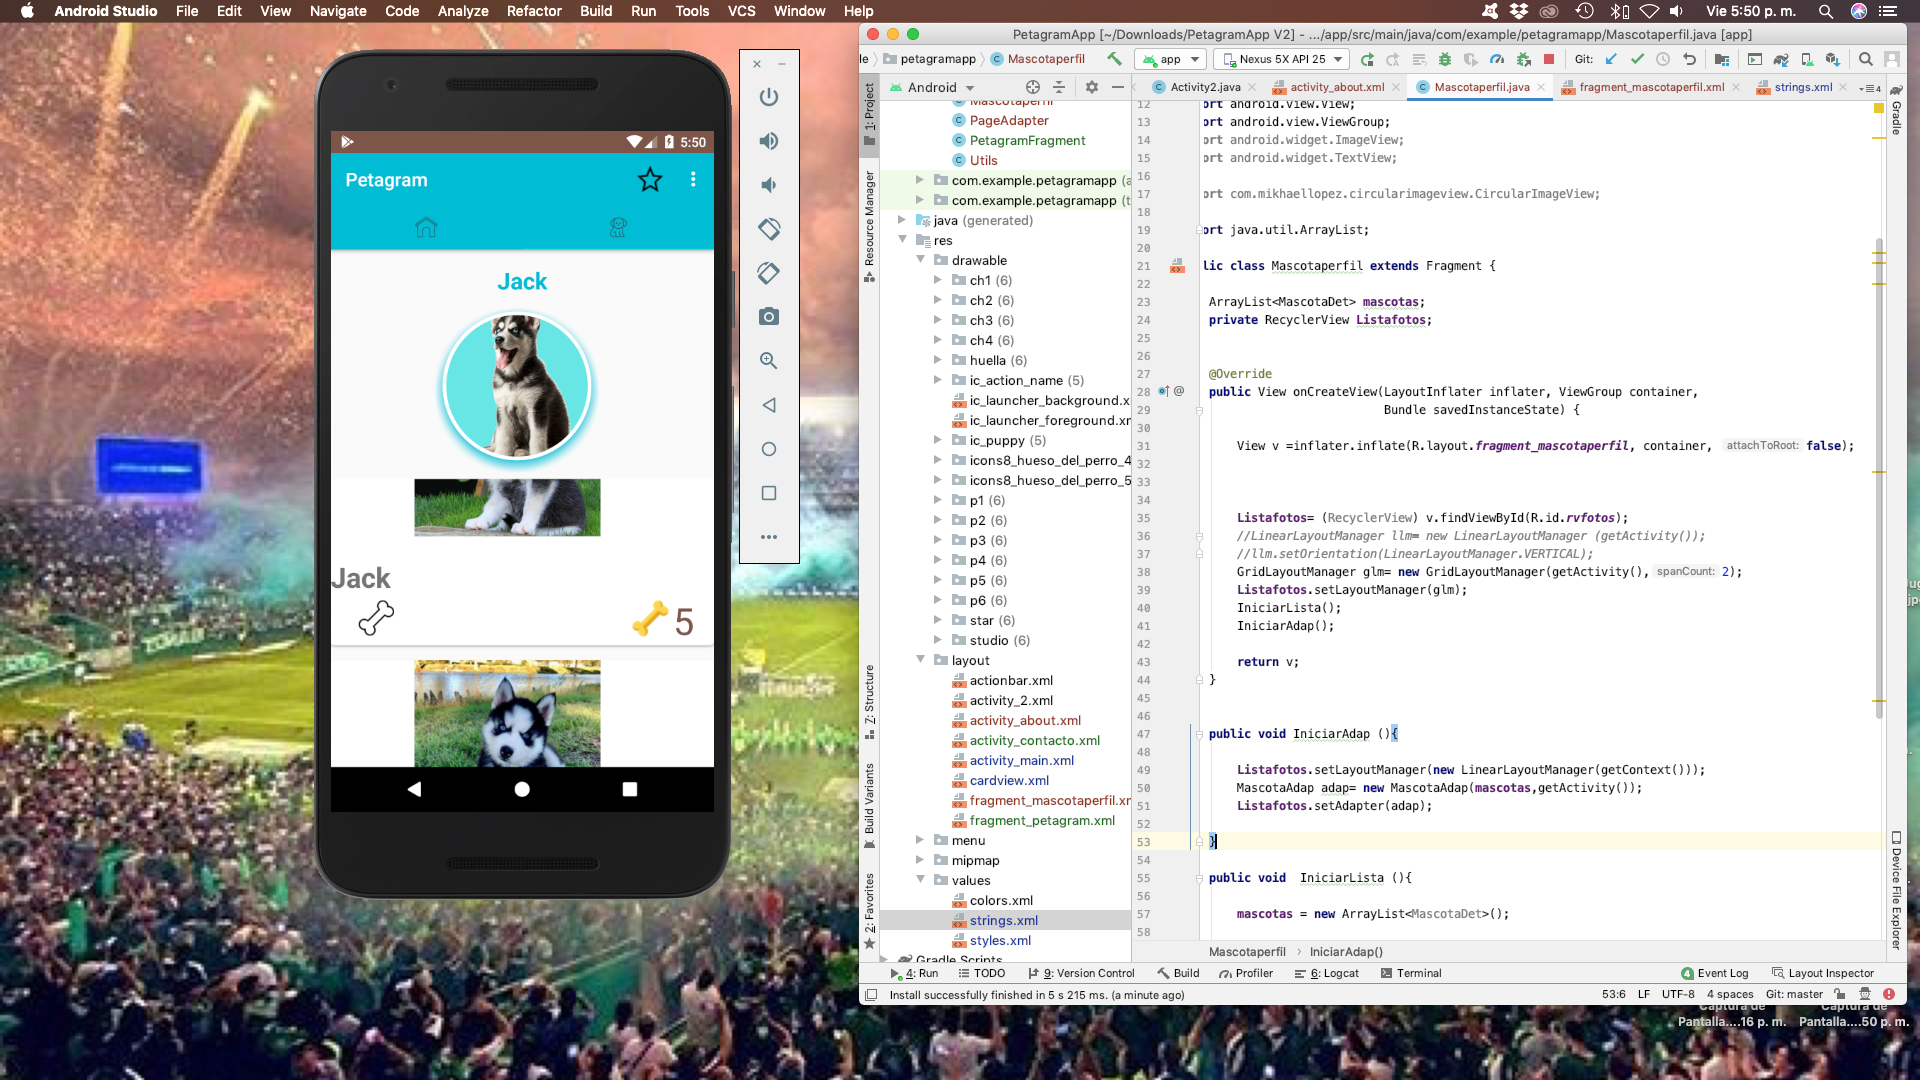 Android Studio File Edit View Navigate Code Analyze Refactor Build Run Tools VCS Window Help Vie 5:50 p. m.
PetagramApp [~/Downloads/PetagramApp V2] - .../app/src/main/java/com/example/petagramapp/Mascotaperfil.java [app]
le petagramapp Mascotaperfil app Nexus 5X API 25 Git:
Android
Activity2.java activity_about.xml Mascotaperfil.java fragment_mascotaperfil.xml strings.xml 4
1: Project
Resource Manager
7: Structure
Build Variants
2: Favorites
Mascotaperfil
PageAdapter
PetagramFragment
Utils
com.example.petagramapp (a
com.example.petagramapp (t
java (generated)
res
drawable
ch1 (6)
ch2 (6)
ch3 (6)
ch4 (6)
huella (6)
ic_action_name (5)
ic_launcher_background.x
ic_launcher_foreground.xr
ic_puppy (5)
icons8_hueso_del_perro_4
icons8_hueso_del_perro_5
p1 (6)
p2 (6)
p3 (6)
p4 (6)
p5 (6)
p6 (6)
star (6)
studio (6)
layout
actionbar.xml
activity_2.xml
activity_about.xml
activity_contacto.xml
activity_main.xml
cardview.xml
fragment_mascotaperfil.xr
fragment_petagram.xml
menu
mipmap
values
colors.xml
strings.xml
styles.xml
Gradle Scripts
12 ort android.view.View;
13 ort android.view.ViewGroup;
14 ort android.widget.ImageView;
15 ort android.widget.TextView;
16
17 ort com.mikhaellopez.circularimageview.CircularImageView;
18
19 ort java.util.ArrayList;
20
21 lic class Mascotaperfil extends Fragment {
22
23 ArrayList<MascotaDet> mascotas;
24 private RecyclerView Listafotos;
25
26
27 @Override
28 @ public View onCreateView(LayoutInflater inflater, ViewGroup container,
29 Bundle savedInstanceState) {
30
31 View v =inflater.inflate(R.layout.fragment_mascotaperfil, container, attachToRoot: false);
32
33
34
35 Listafotos= (RecyclerView) v.findViewById(R.id.rvfotos);
36 //LinearLayoutManager llm= new LinearLayoutManager (getActivity());
37 //llm.setOrientation(LinearLayoutManager.VERTICAL);
38 GridLayoutManager glm= new GridLayoutManager(getActivity(), spanCount: 2);
39 Listafotos.setLayoutManager(glm);
40 IniciarLista();
41 IniciarAdap();
42
43 return v;
44 }
45
46
47 public void IniciarAdap (){
48
49 Listafotos.setLayoutManager(new LinearLayoutManager(getContext()));
50 MascotaAdap adap= new MascotaAdap(mascotas,getActivity());
51 Listafotos.setAdapter(adap);
52
53 }
54
55 public void IniciarLista (){
56
57 mascotas = new ArrayList<MascotaDet>();
58
Mascotaperfil IniciarAdap()
Gradle
Device File Explorer
4: Run TODO 9: Version Control Build Profiler 6: Logcat Terminal 4 Event Log Layout Inspector
Install successfully finished in 5 s 215 ms. (a minute ago) 53:6 LF UTF-8 4 spaces Git: master
Captura de Captura de
Pantalla....16 p. m. Pantalla....50 p. m.
5:50
Petagram
Jack
Jack
5